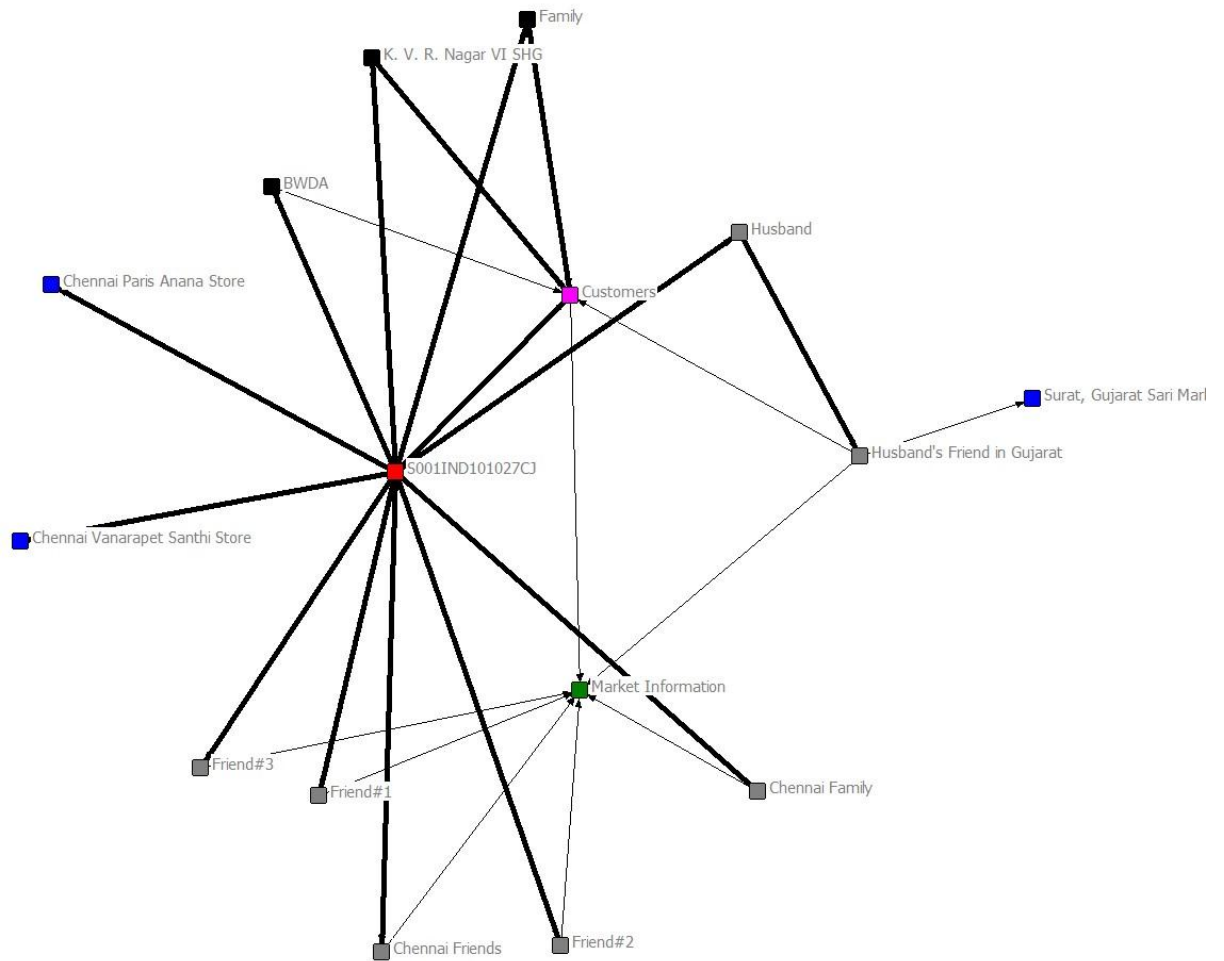 Family
K. V. R. Nagar VI SHG
BWDA
Husband
Chennai Paris Anana Store
Customers
Surat, Gujarat Sari Mar
Husband's Friend in Gujarat
S001IND101027CJ
Chennai Vanarapet Santhi Store
Market Information
Friend#3
Friend#1
Chennai Family
Chennai Friends
Friend#2